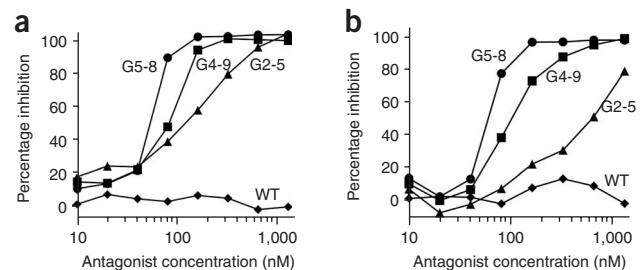 a
Percentage inhibition
100
80
60
40
20
0
G5-8
G4-9
G2-5
WT
10
100
1,000
Antagonist concentration (nM)
b
Percentage inhibition
100
80
60
40
20
0
G5-8
G4-9
G2-5
WT
10
100
1,000
Antagonist concentration (nM)